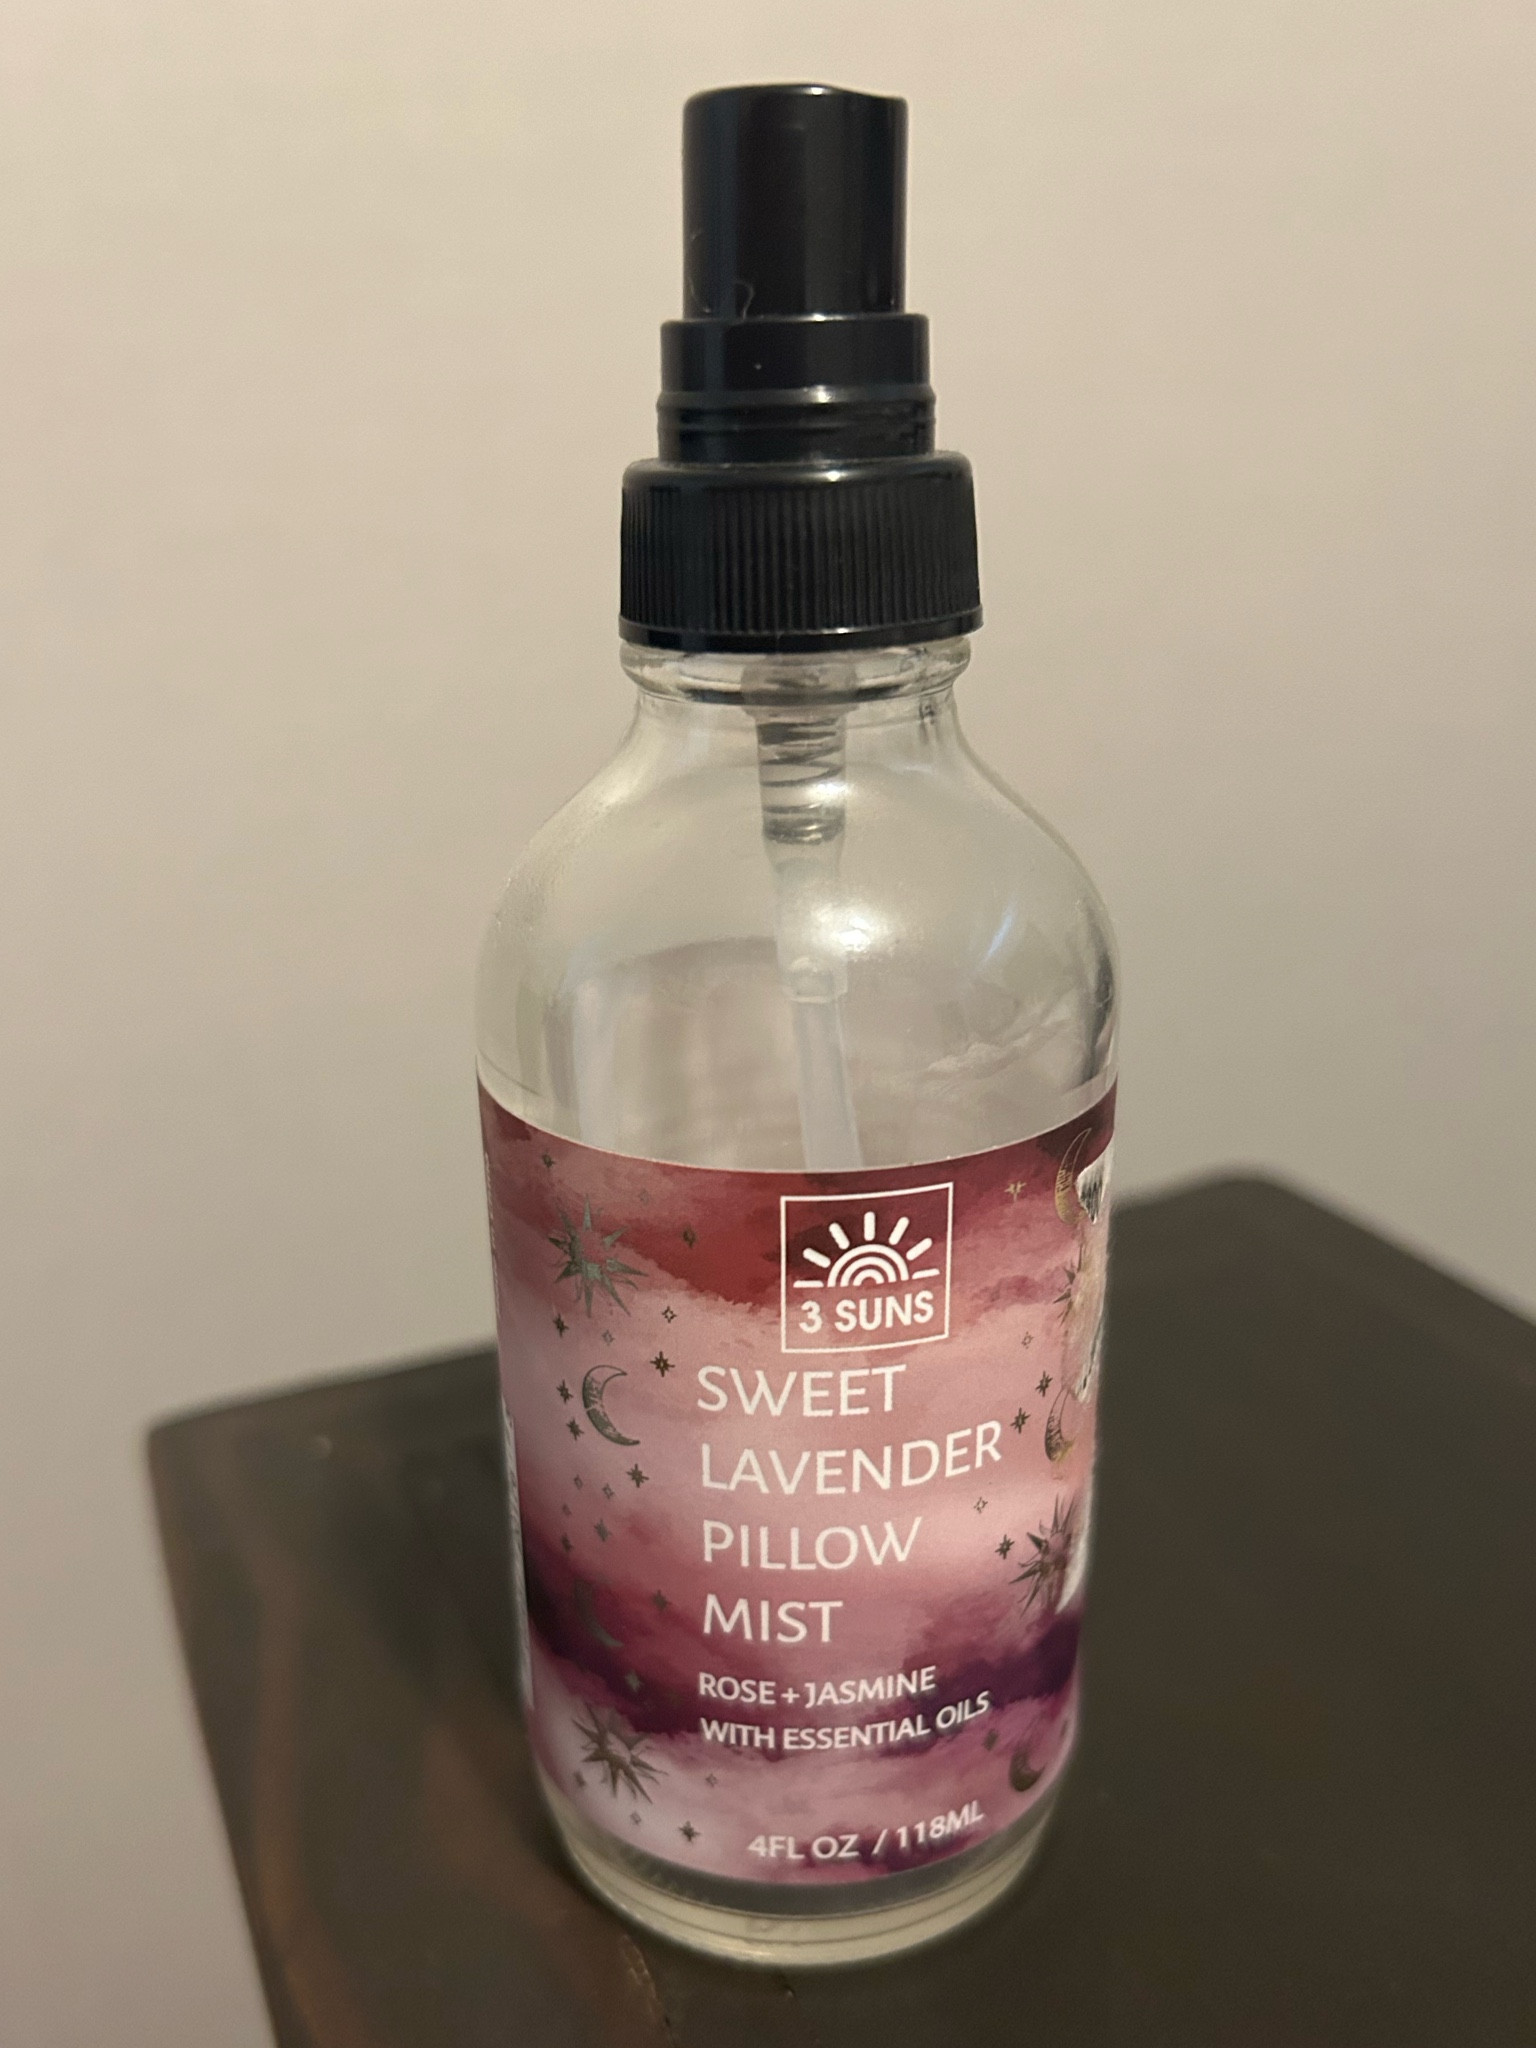 3 SUNS
SWEET
LAVENDER
PILLOW
MIST
ROSE + JASMINE
WITH ESSENTIAL OILS
4FL OZ / 118ML